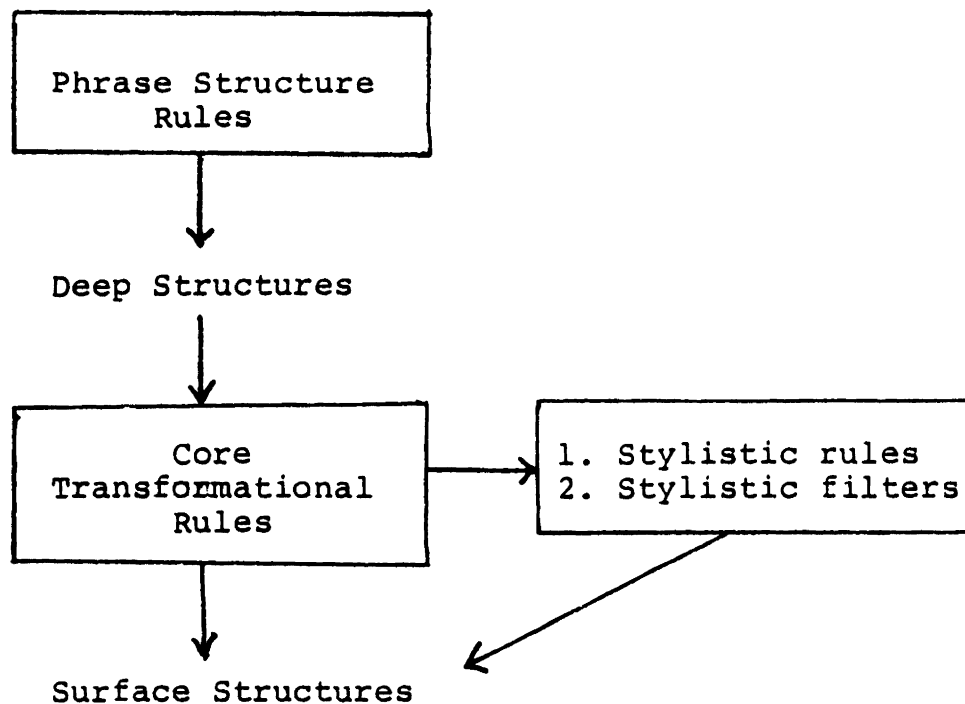 Phrase Structure
Rules
Deep Structures
Core
Transformational
Rules
1. Stylistic rules
2. Stylistic filters
Surface Structures